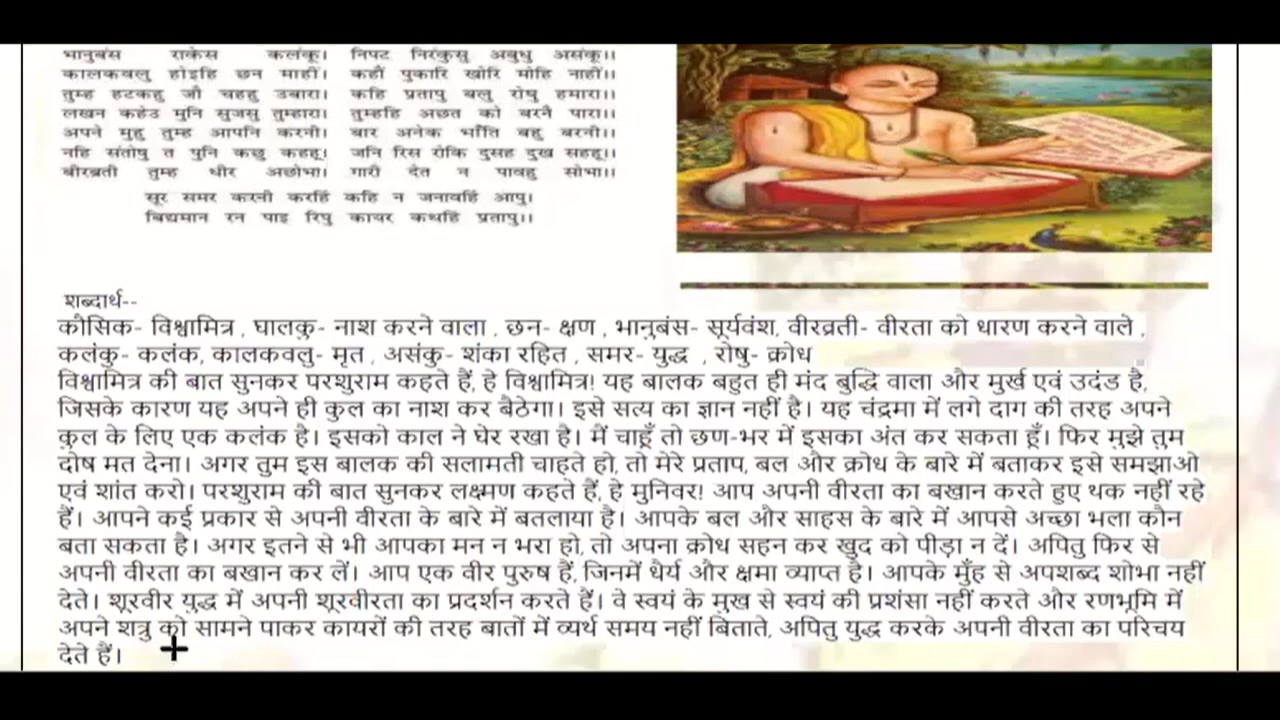 भानुबंस राकेस कलंकू। निपट निरंकुसु अबुधु असंकू।।
कालकवलु होइहि छन माहीं। कहौं पुकारि खोरि मोहि नाहीं।।
तुम्ह हटकहु जौ चहहु उबारा। कहि प्रतापु बलु रोषु हमारा।।
लखन कहेउ मुनि सुजसु तुम्हारा। तुम्हहि अछत को बरनै पारा।।
अपने मुहु तुम्ह आपनि करनी। बार अनेक भाँति बहु बरनी।।
नहि संतोषु त पुनि कछु कहहू। जनि रिस रोकि दुसह दुख सहहू।।
बीरब्रती तुम्ह धीर अछोभा। गारी देत न पावहु सोभा।।
सूर समर करनी करहिं कहि न जनावहिं आपु।
बिद्यमान रन पाइ रिपु कायर कथहिं प्रतापु।।
शब्दार्थ--
कौसिक- विश्वामित्र , घालकु- नाश करने वाला , छन- क्षण , भानुबंस- सूर्यवंश, वीरव्रती- वीरता को धारण करने वाले ,
कलंकु- कलंक, कालकवलु- मृत , असंकु- शंका रहित , समर- युद्ध , रोषु- क्रोध
विश्वामित्र की बात सुनकर परशुराम कहते हैं, हे विश्वामित्र! यह बालक बहुत ही मंद बुद्धि वाला और मुर्ख एवं उदंड है,
जिसके कारण यह अपने ही कुल का नाश कर बैठेगा। इसे सत्य का ज्ञान नहीं है। यह चंद्रमा में लगे दाग की तरह अपने
कुल के लिए एक कलंक है। इसको काल ने घेर रखा है। मैं चाहूँ तो छण-भर में इसका अंत कर सकता हूँ। फिर मुझे तुम
दोष मत देना। अगर तुम इस बालक की सलामती चाहते हो, तो मेरे प्रताप, बल और क्रोध के बारे में बताकर इसे समझाओ
एवं शांत करो। परशुराम की बात सुनकर लक्ष्मण कहते हैं, हे मुनिवर! आप अपनी वीरता का बखान करते हुए थक नहीं रहे
हैं। आपने कई प्रकार से अपनी वीरता के बारे में बतलाया है। आपके बल और साहस के बारे में आपसे अच्छा भला कौन
बता सकता है। अगर इतने से भी आपका मन न भरा हो, तो अपना क्रोध सहन कर खुद को पीड़ा न दें। अपितु फिर से
अपनी वीरता का बखान कर लें। आप एक वीर पुरुष हैं, जिनमें धैर्य और क्षमा व्याप्त है। आपके मुँह से अपशब्द शोभा नहीं
देते। शूरवीर युद्ध में अपनी शूरवीरता का प्रदर्शन करते हैं। वे स्वयं के मुख से स्वयं की प्रशंसा नहीं करते और रणभूमि में
अपने शत्रु को सामने पाकर कायरों की तरह बातों में व्यर्थ समय नहीं बिताते, अपितु युद्ध करके अपनी वीरता का परिचय
देते हैं।